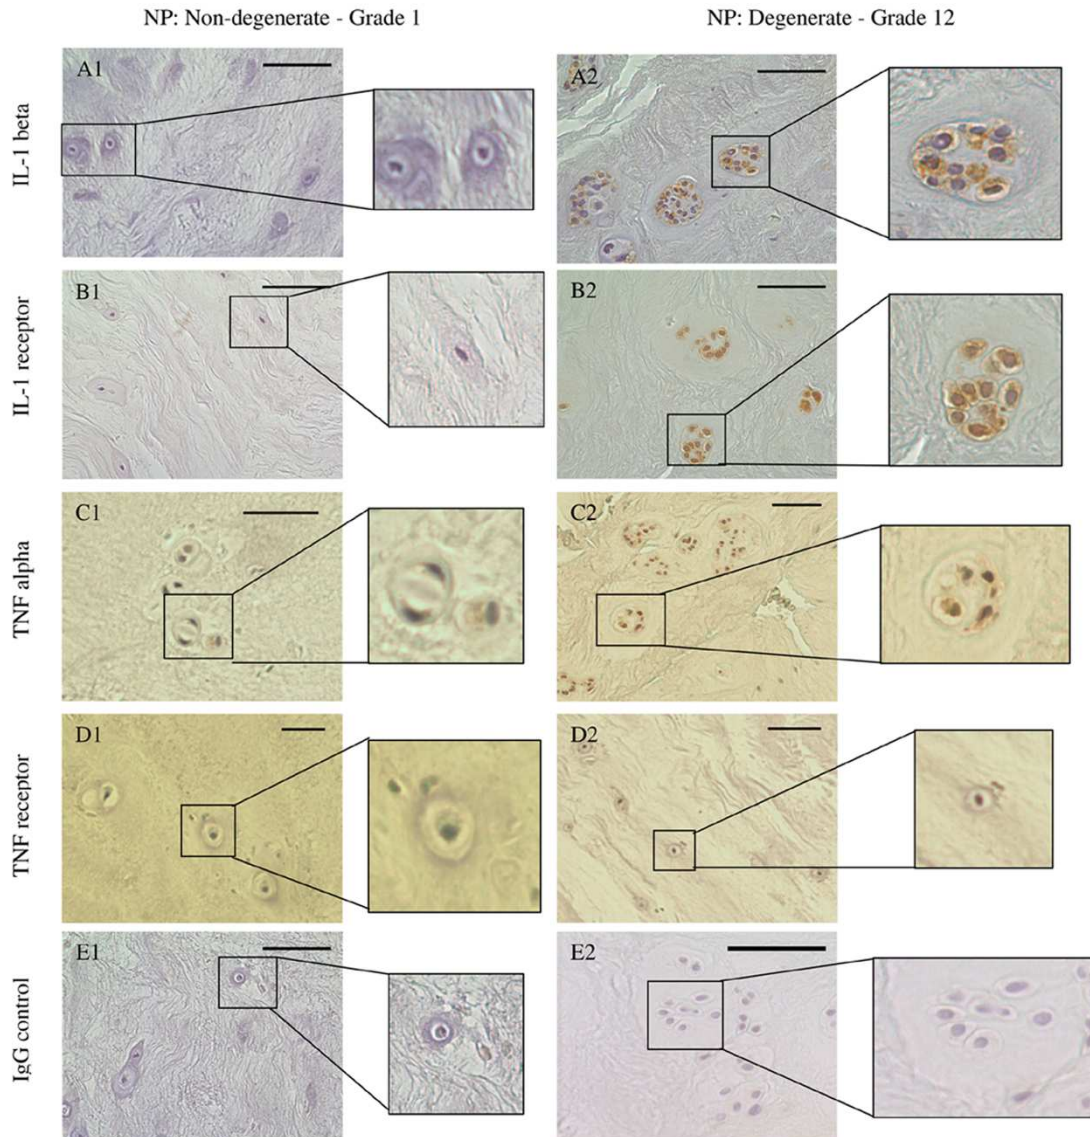 NP: Non-degenerate - Grade 1
NP: Degenerate - Grade 12
IL-1 beta
A1
A2
IL-1 receptor
B1
B2
TNF alpha
C1
C2
TNF receptor
D1
D2
IgG control
E1
E2